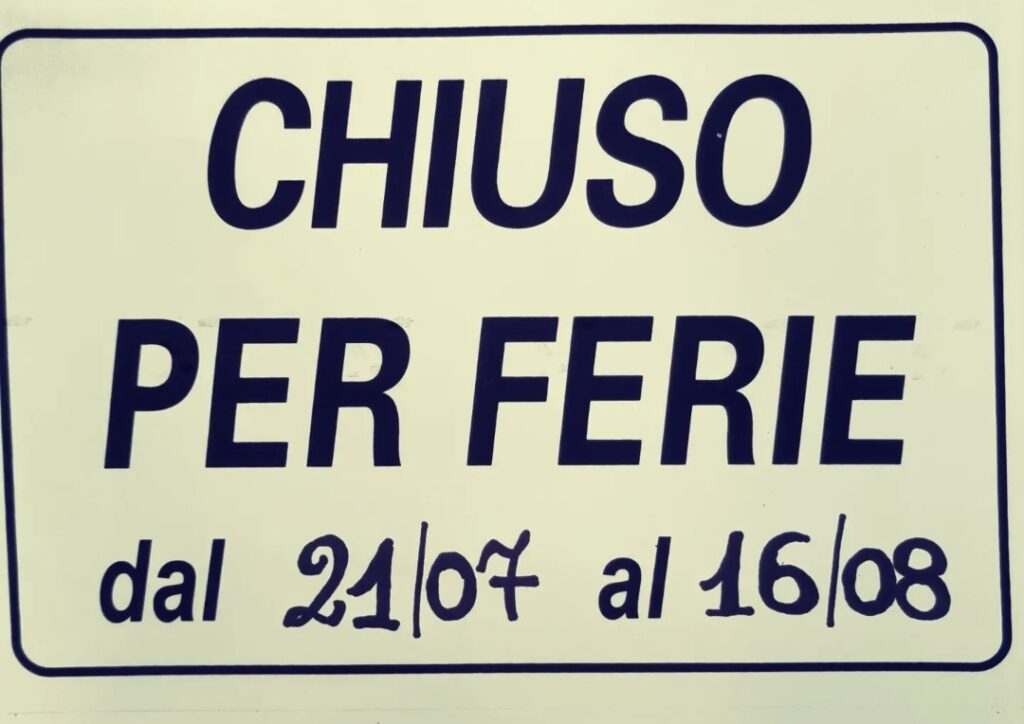 CHIUSO
PER FERIE
dal 21/07 al 16/08